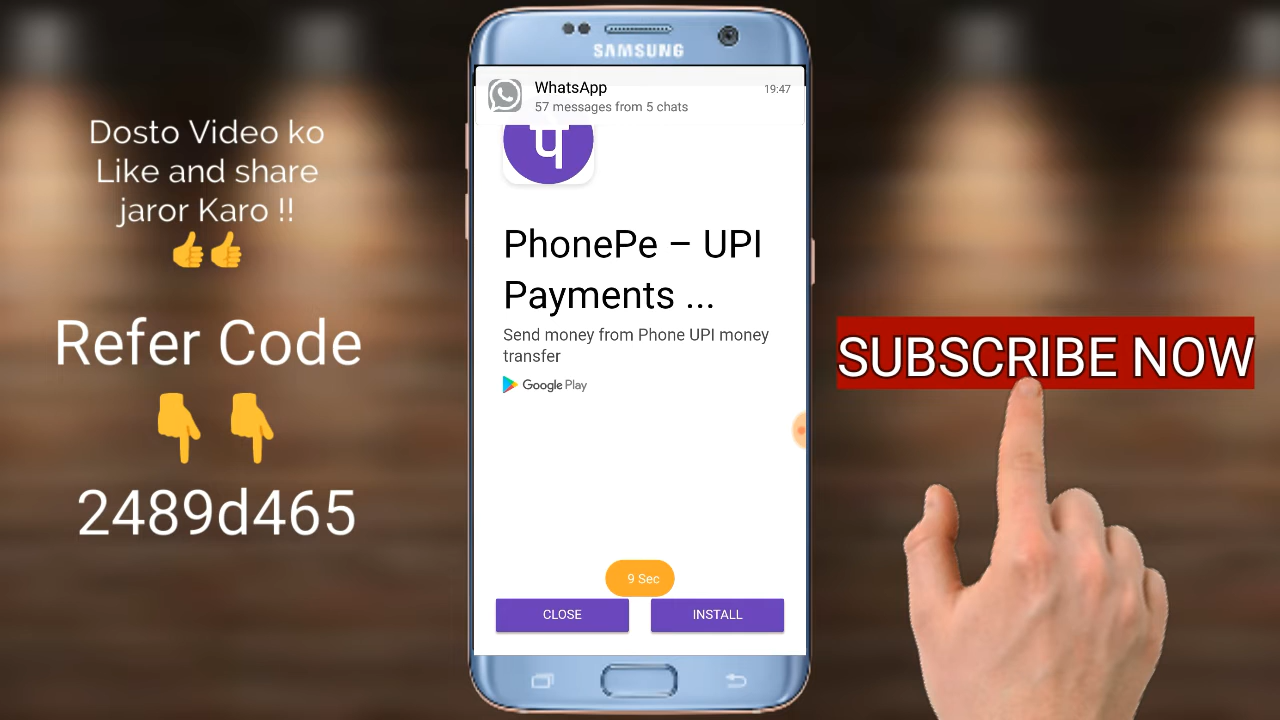 Dosto Video ko
Like and share
jaror Karo !!
Refer Code
2489d465
SAMSUNG
WhatsApp
19:47
57 messages from 5 chats
पे
PhonePe – UPI
Payments ...
Send money from Phone UPI money
transfer
Google Play
9 Sec
CLOSE
INSTALL
SUBSCRIBE NOW